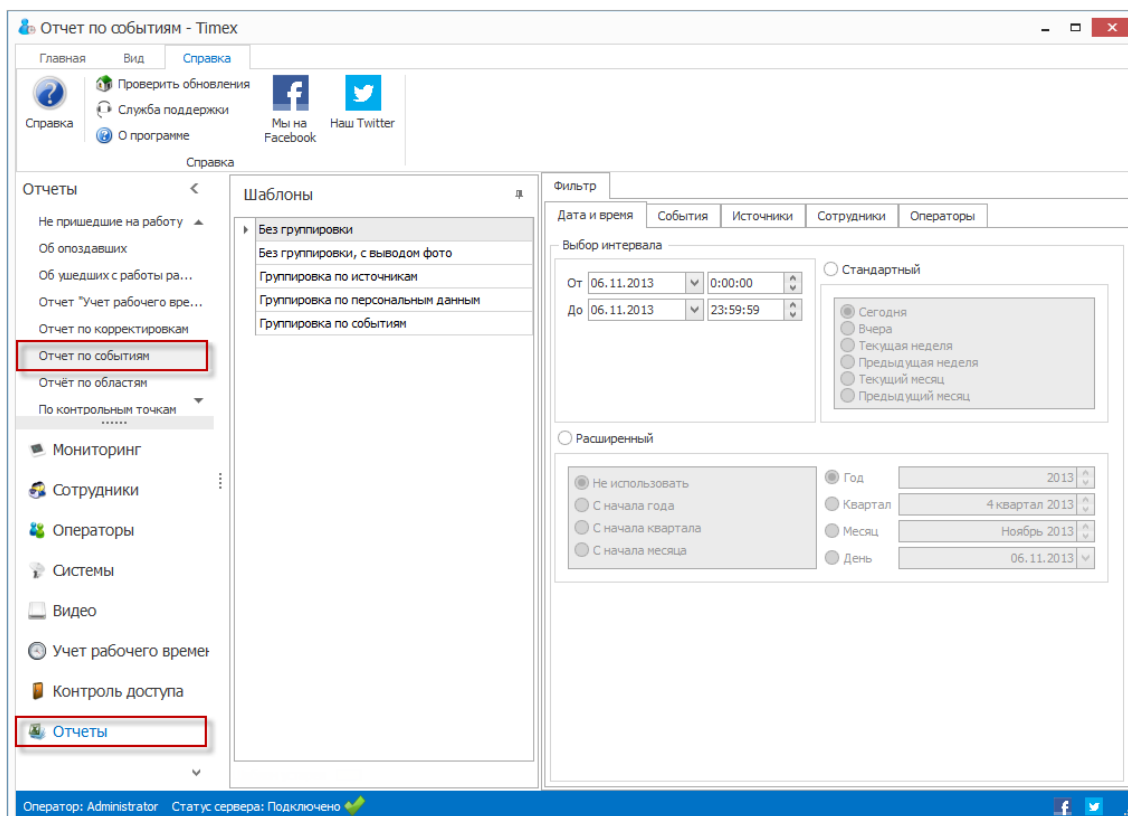 Отчет по событиям - Timex
Главная Вид Справка
Справка
Проверить обновления
Служба поддержки
О программе
Мы на
Facebook
Наш Twitter
Справка
Отчеты
Не пришедшие на работу
Об опоздавших
Об ушедших с работы ра...
Отчет "Учет рабочего вре...
Отчет по корректировкам
Отчет по событиям
Отчёт по областям
По контрольным точкам
Мониторинг
Сотрудники
Операторы
Системы
Видео
Учет рабочего времен
Контроль доступа
Отчеты
Шаблоны
Без группировки
Без группировки, с выводом фото
Группировка по источникам
Группировка по персональным данным
Группировка по событиям
Фильтр
Дата и время События Источники Сотрудники Операторы
Выбор интервала
От 06.11.2013 0:00:00
До 06.11.2013 23:59:59
Стандартный
Сегодня
Вчера
Текущая неделя
Предыдущая неделя
Текущий месяц
Предыдущий месяц
Расширенный
Не использовать
С начала года
С начала квартала
С начала месяца
Год 2013
Квартал 4 квартал 2013
Месяц Ноябрь 2013
День 06.11.2013
Оператор: Administrator Статус сервера: Подключено